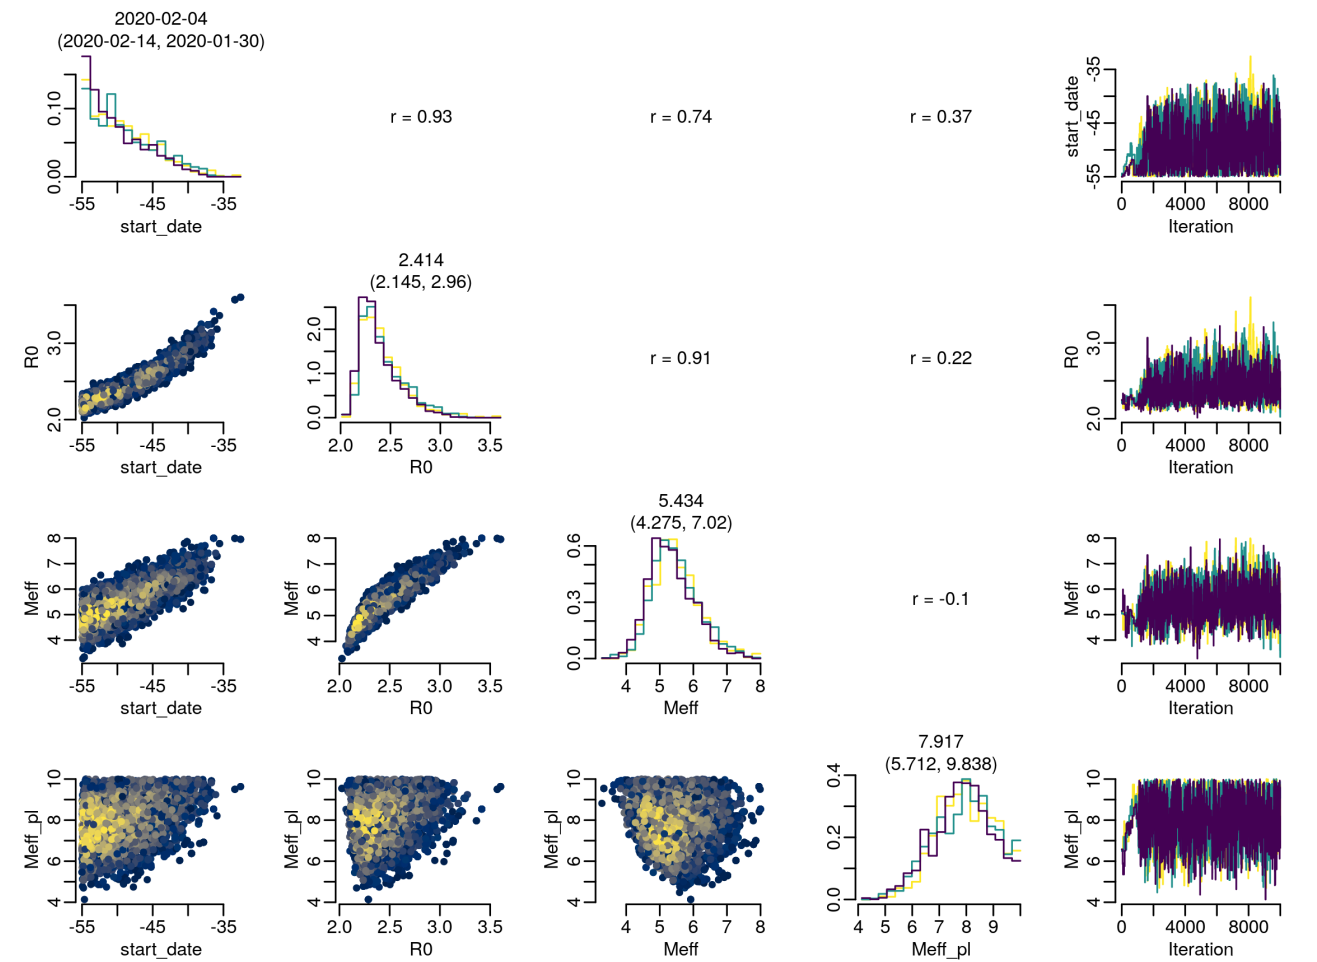 2020-02-04
(2020-02-14, 2020-01-30)
0.00 0.10
-55 -45 -35
start_date
r = 0.93
r = 0.74
r = 0.37
start_date
-55 -45 -35
0 4000 8000
Iteration
R0
2.0 3.0
-55 -45 -35
start_date
2.414
(2.145, 2.96)
0.0 1.0 2.0
2.0 2.5 3.0 3.5
R0
r = 0.91
r = 0.22
R0
2.0 3.0
0 4000 8000
Iteration
Meff
4 5 6 7 8
-55 -45 -35
start_date
Meff
4 5 6 7 8
2.0 2.5 3.0 3.5
R0
5.434
(4.275, 7.02)
0.0 0.3 0.6
4 5 6 7 8
Meff
r = -0.1
Meff
4 5 6 7 8
0 4000 8000
Iteration
Meff_pl
4 6 8 10
-55 -45 -35
start_date
Meff_pl
4 6 8 10
2.0 2.5 3.0 3.5
R0
Meff_pl
4 6 8 10
4 5 6 7 8
Meff
7.917
(5.712, 9.838)
0.0 0.2 0.4
4 5 6 7 8 9
Meff_pl
Meff_pl
4 6 8 10
0 4000 8000
Iteration